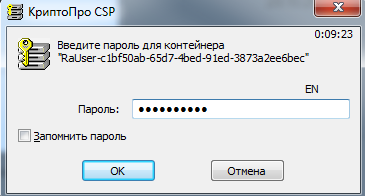 КриптоПро CSP
0:09:23
Введите пароль для контейнера
"RaUser-c1bf50ab-65d7-4bed-91ed-3873a2ee6bec"
EN
Пароль: ●●●●●●●●●●
Запомнить пароль
OK Отмена